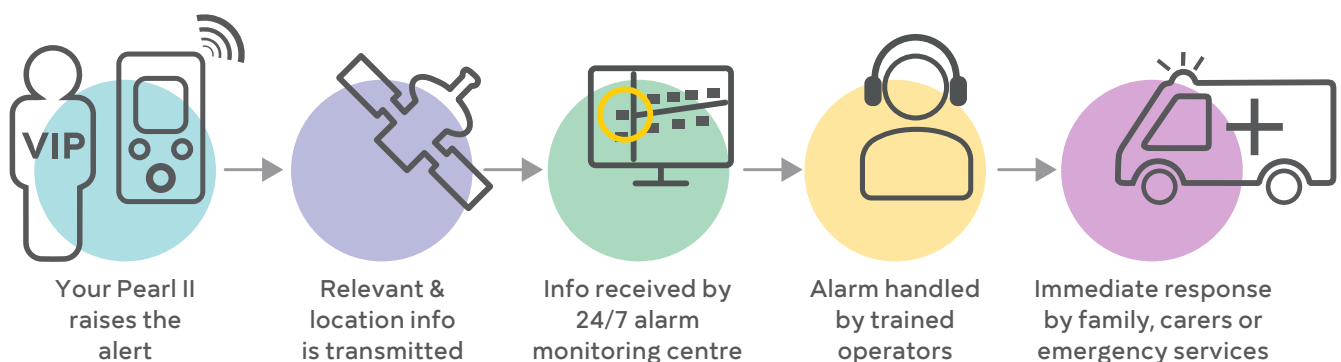 VIP
Your Pearl II
raises the
alert
Relevant &
location info
is transmitted
Info received by
24/7 alarm
monitoring centre
Alarm handled
by trained
operators
Immediate response
by family, carers or
emergency services